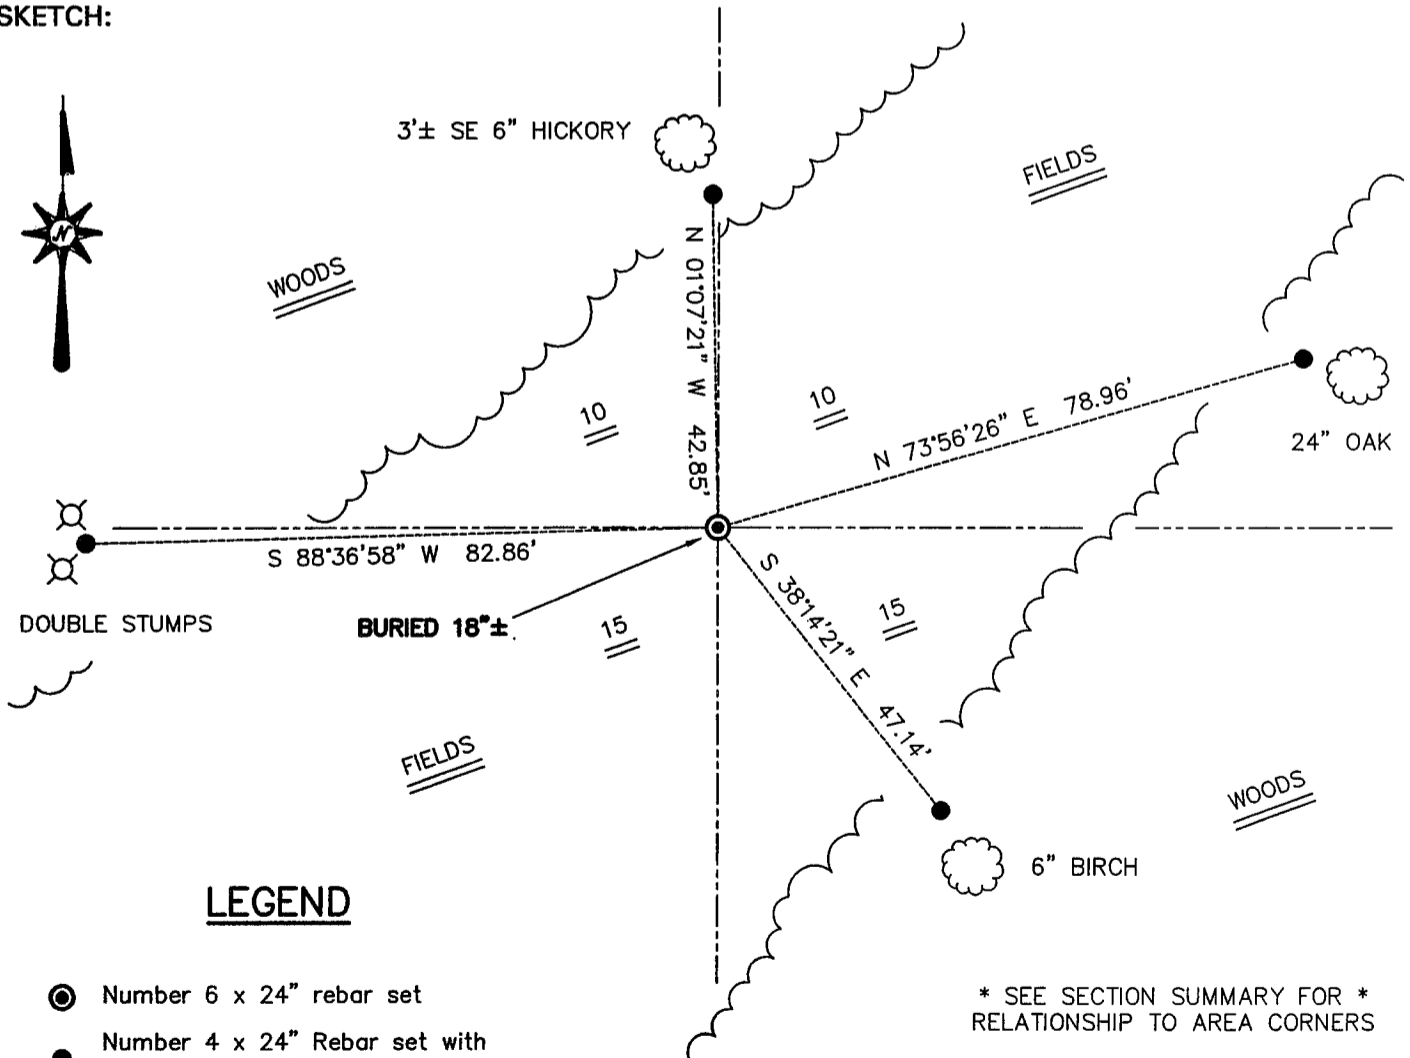 SKETCH:
3'± SE 6" HICKORY
FIELDS
N
WOODS
N 01°07'21" W 42.85'
10
10
N 73°56'26" E 78.96'
24" OAK
S 88°36'58" W 82.86'
DOUBLE STUMPS
BURIED 18"±
15
15
S 38°14'21" E 47.14'
FIELDS
WOODS
6" BIRCH
LEGEND
Number 6 x 24" rebar set
Number 4 x 24" Rebar set with
* SEE SECTION SUMMARY FOR *
RELATIONSHIP TO AREA CORNERS